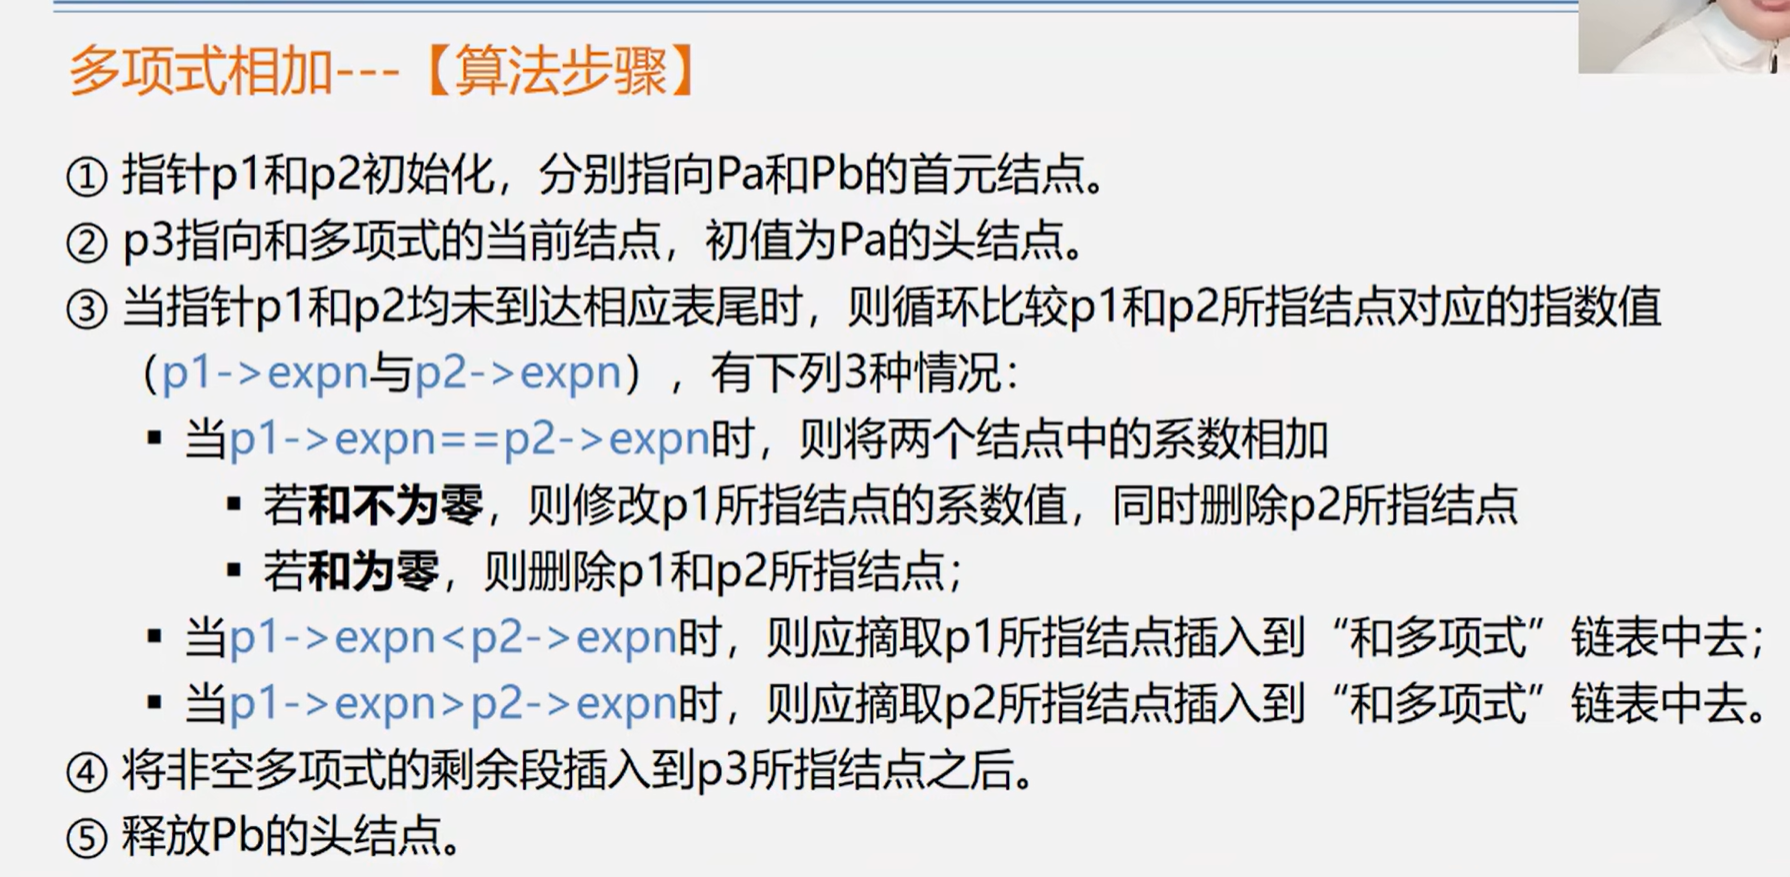 多项式相加---【算法步骤】
① 指针p1和p2初始化，分别指向Pa和Pb的首元结点。
② p3指向和多项式的当前结点，初值为Pa的头结点。
③ 当指针p1和p2均未到达相应表尾时，则循环比较p1和p2所指结点对应的指数值
（p1->expn与p2->expn），有下列3种情况：
▪ 当p1->expn==p2->expn时，则将两个结点中的系数相加
▪ 若和不为零，则修改p1所指结点的系数值，同时删除p2所指结点
▪ 若和为零，则删除p1和p2所指结点；
▪ 当p1->expn<p2->expn时，则应摘取p1所指结点插入到“和多项式”链表中去；
▪ 当p1->expn>p2->expn时，则应摘取p2所指结点插入到“和多项式”链表中去。
④ 将非空多项式的剩余段插入到p3所指结点之后。
⑤ 释放Pb的头结点。